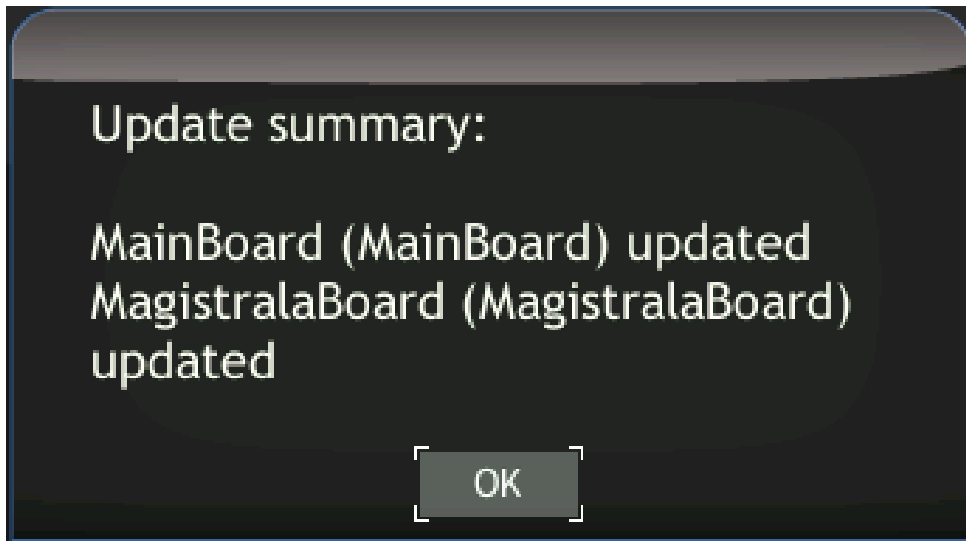 Update summary:
MainBoard (MainBoard) updated
MagistralaBoard (MagistralaBoard)
updated
OK